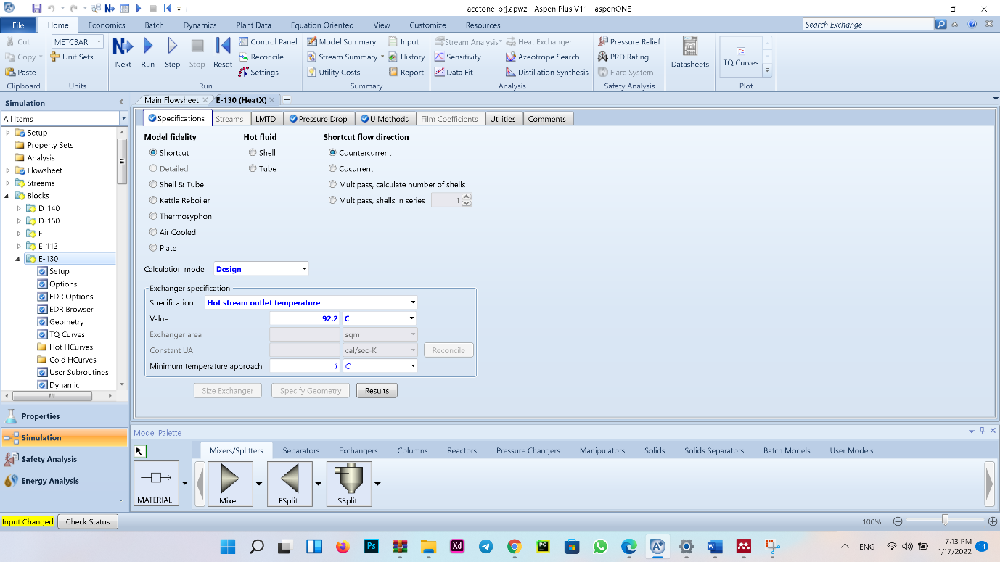 acetone-prj.apwz - Aspen Plus V11 - aspenONE
File Home Economics Batch Dynamics Plant Data Equation Oriented View Customize Resources Search Exchange
Cut METCBAR Control Panel Model Summary Input Stream Analysis Heat Exchanger Pressure Relief
Copy Unit Sets Reconcile Stream Summary History Sensitivity Azeotrope Search PRD Rating
Paste Next Run Step Stop Reset Settings Utility Costs Report Data Fit Distillation Synthesis Flare System Datasheets TQ Curves
Clipboard Units Run Summary Analysis Safety Analysis Plot
Simulation
All Items
Setup
Property Sets
Analysis
Flowsheet
Streams
Blocks
D 140
D 150
E
E 113
E-130
Setup
Options
EDR Options
EDR Browser
Geometry
TQ Curves
Hot HCurves
Cold HCurves
User Subroutines
Dynamic
Properties
Simulation
Safety Analysis
Energy Analysis
Main Flowsheet E-130 (HeatX)
Specifications Streams LMTD Pressure Drop U Methods Film Coefficients Utilities Comments
Model fidelity Hot fluid Shortcut flow direction
Shortcut Shell Countercurrent
Detailed Tube Cocurrent
Shell & Tube Multipass, calculate number of shells
Kettle Reboiler Multipass, shells in series 1
Thermosyphon
Air Cooled
Plate
Calculation mode Design
Exchanger specification
Specification Hot stream outlet temperature
Value 92.2 C
Exchanger area sqm
Constant UA cal/sec-K Reconcile
Minimum temperature approach 1 C
Size Exchanger Specify Geometry Results
Model Palette
Mixers/Splitters Separators Exchangers Columns Reactors Pressure Changers Manipulators Solids Solids Separators Batch Models User Models
MATERIAL Mixer FSplit SSplit
Input Changed Check Status 100%
Ps Xd PC W
ENG 7:13 PM 14
1/17/2022